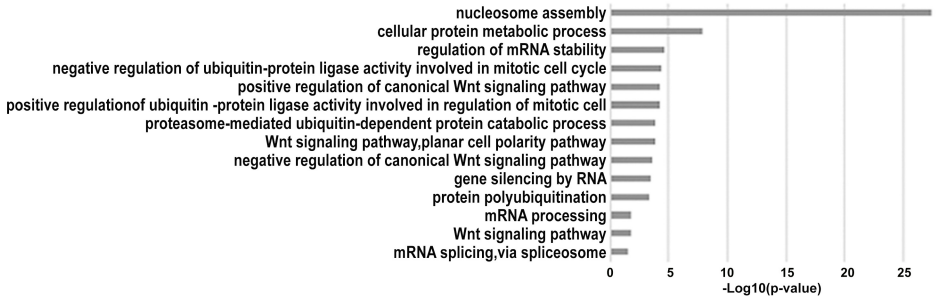 nucleosome assembly
cellular protein metabolic process
regulation of mRNA stability
negative regulation of ubiquitin-protein ligase activity involved in mitotic cell cycle
positive regulation of canonical Wnt signaling pathway
positive regulationof ubiquitin -protein ligase activity involved in regulation of mitotic cell
proteasome-mediated ubiquitin-dependent protein catabolic process
Wnt signaling pathway,planar cell polarity pathway
negative regulation of canonical Wnt signaling pathway
gene silencing by RNA
protein polyubiquitination
mRNA processing
Wnt signaling pathway
mRNA splicing,via spliceosome
0 5 10 15 20 25
-Log10(p-value)